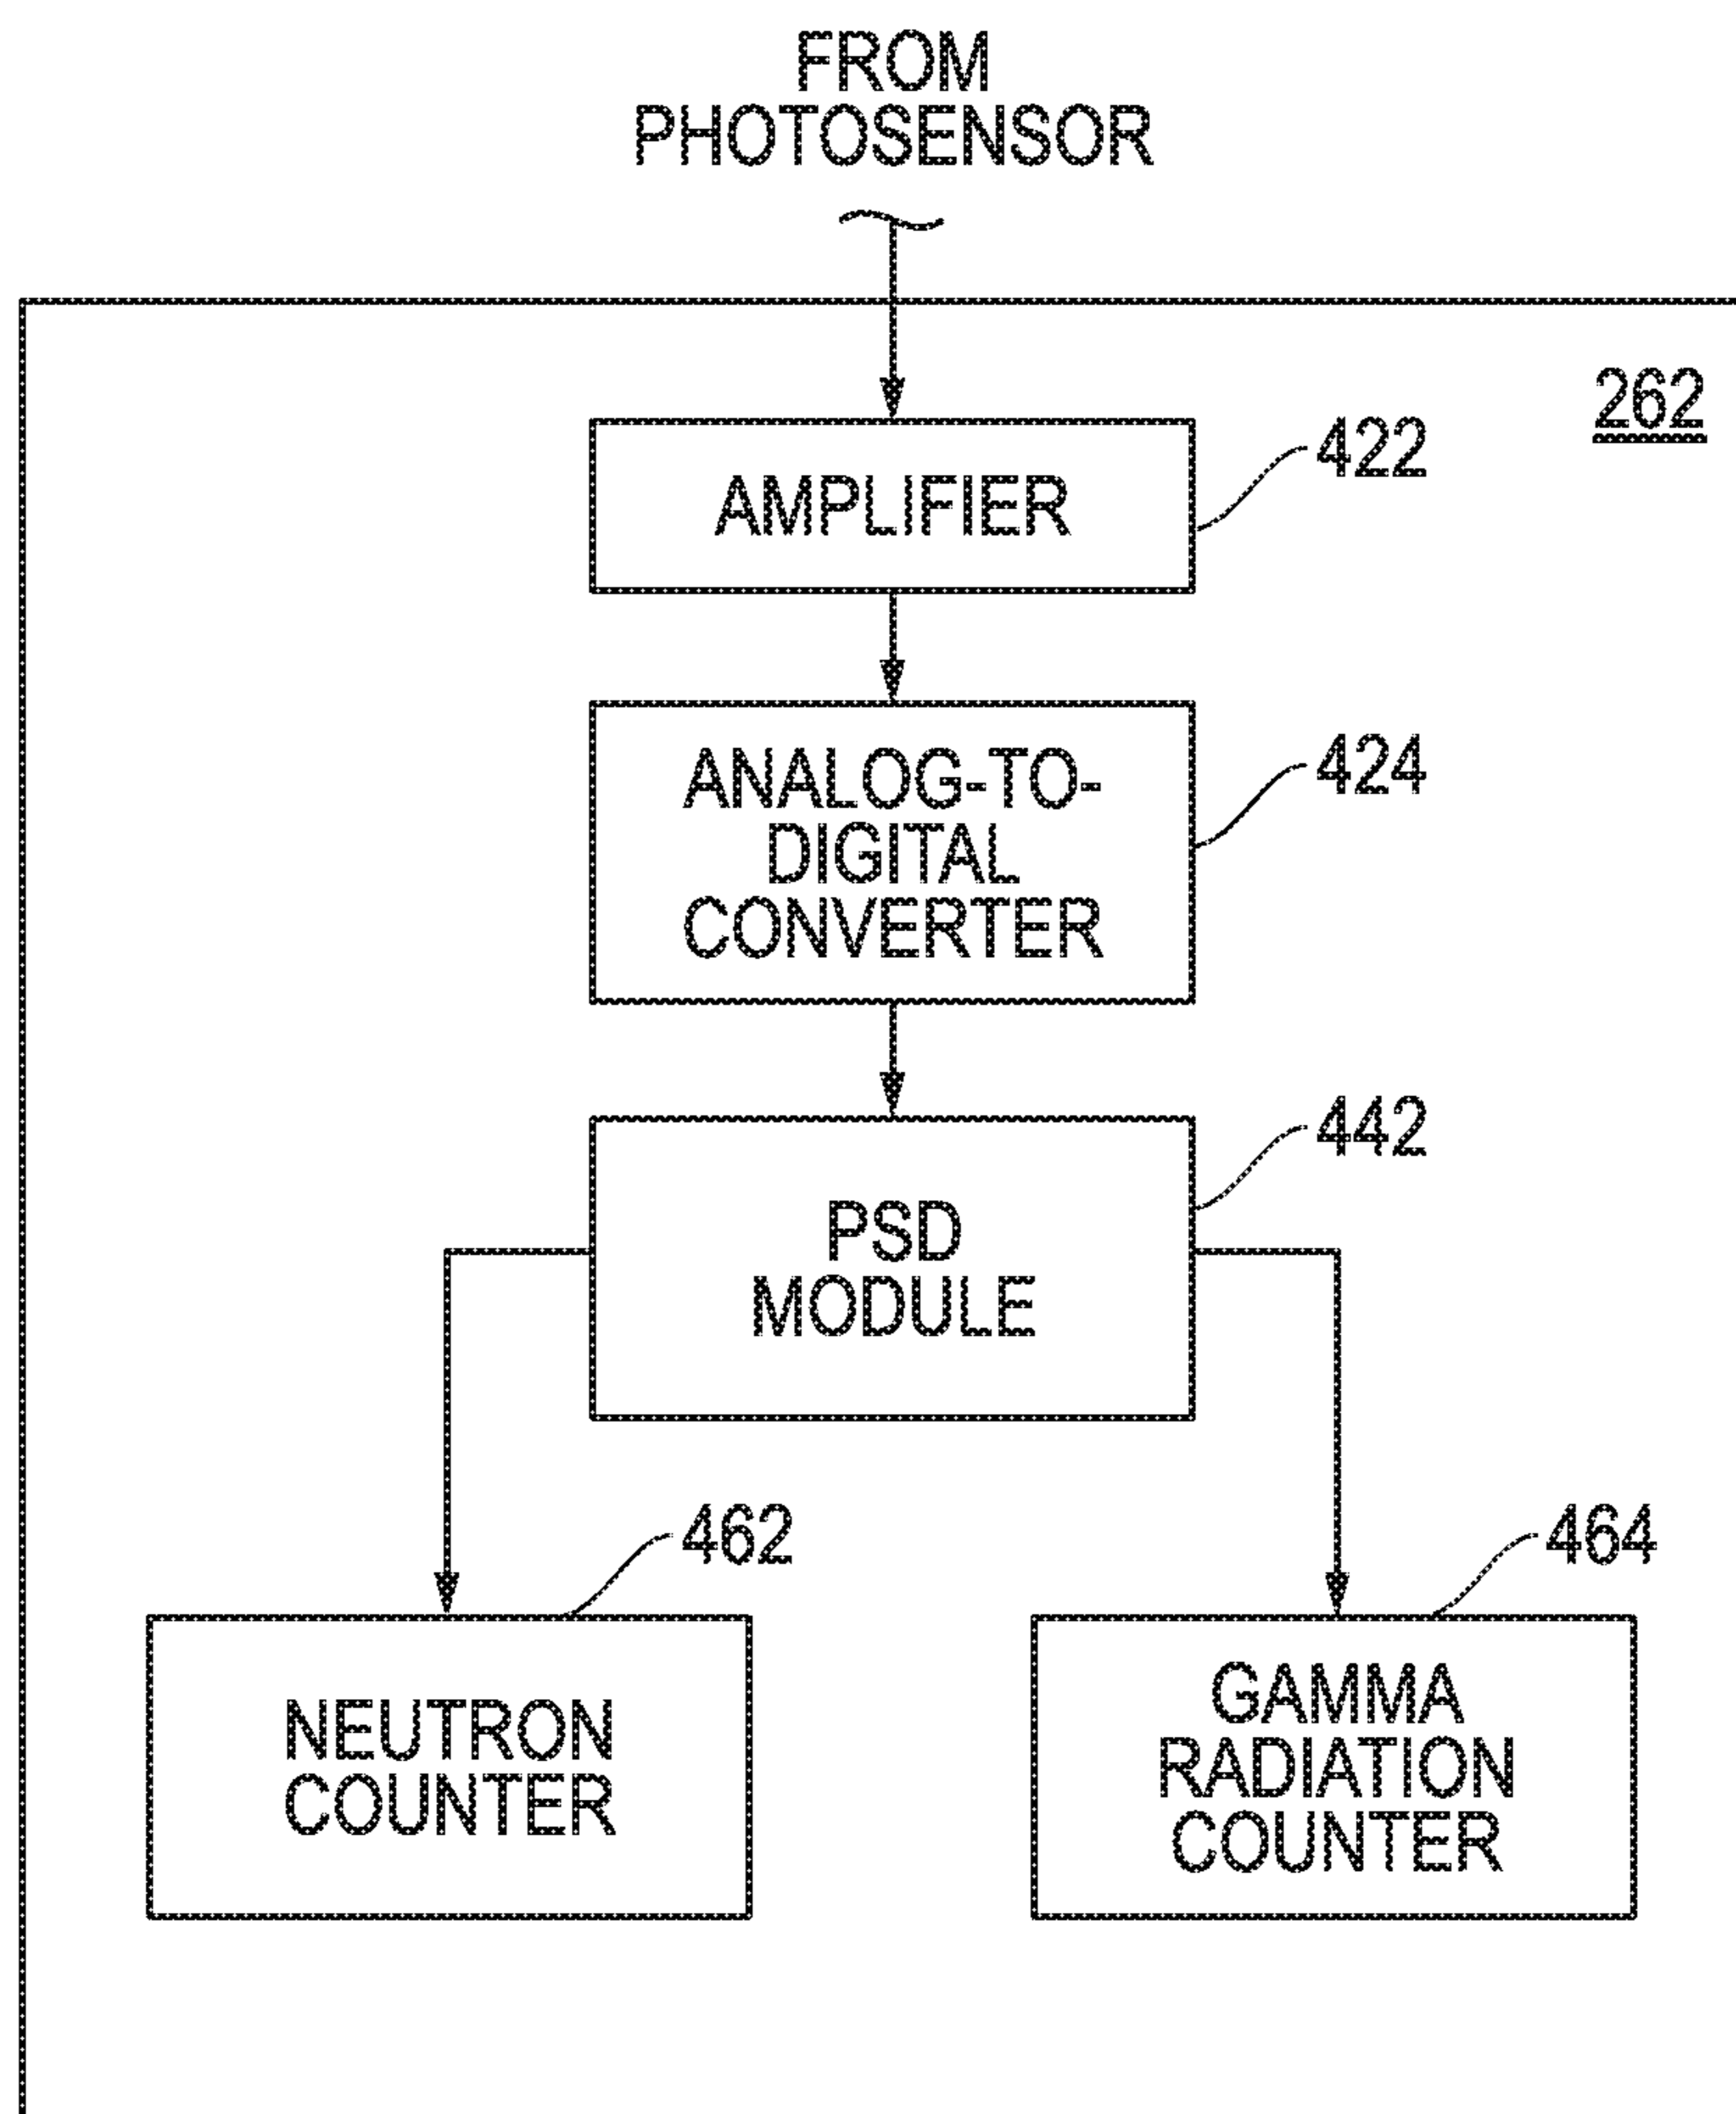 FROM
PHOTOSENSOR
262
AMPLIFIER
422
ANALOG-TO-
DIGITAL
CONVERTER
424
PSD
MODULE
442
NEUTRON
COUNTER
462
GAMMA
RADIATION
COUNTER
464